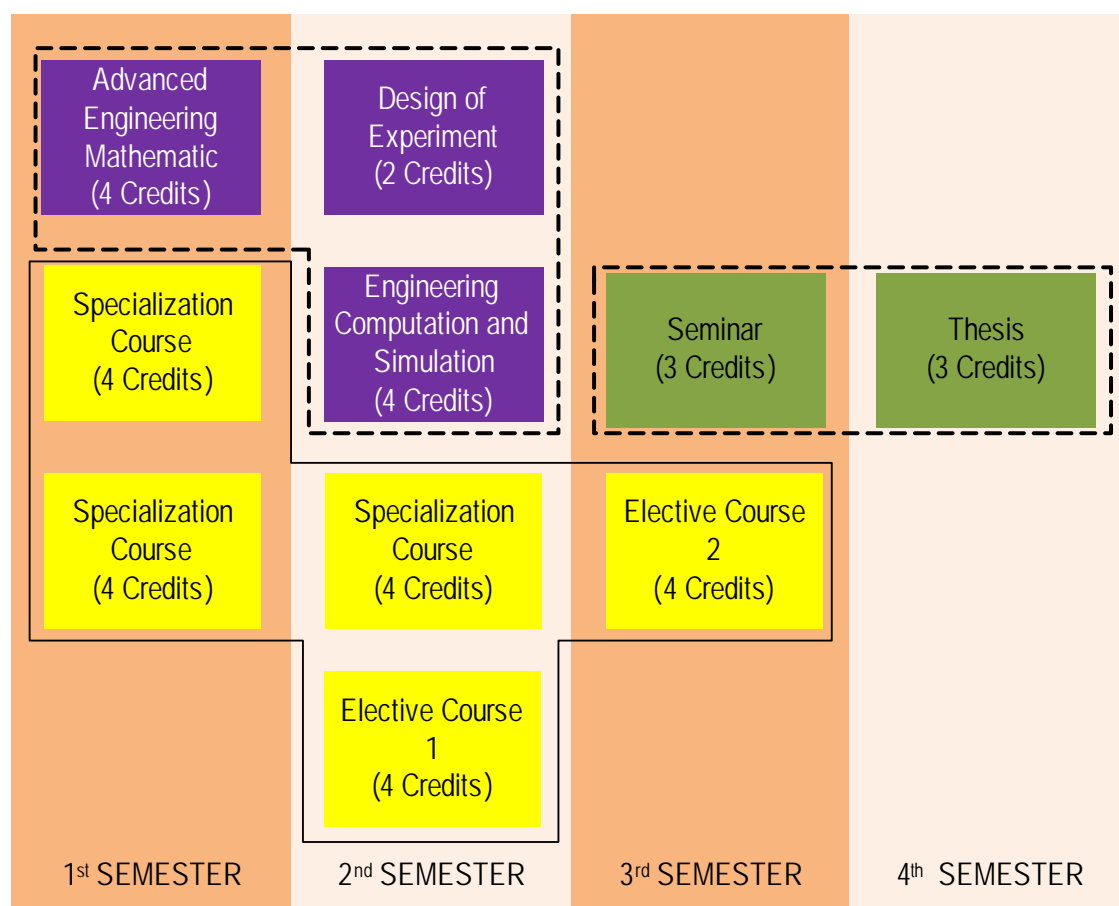 Advanced
Engineering
Mathematic
(4 Credits)
Design of
Experiment
(2 Credits)
Specialization
Course
(4 Credits)
Engineering
Computation and
Simulation
(4 Credits)
Seminar
(3 Credits)
Thesis
(3 Credits)
Specialization
Course
(4 Credits)
Specialization
Course
(4 Credits)
Elective Course
2
(4 Credits)
Elective Course
1
(4 Credits)
1st SEMESTER
2nd SEMESTER
3rd SEMESTER
4th SEMESTER